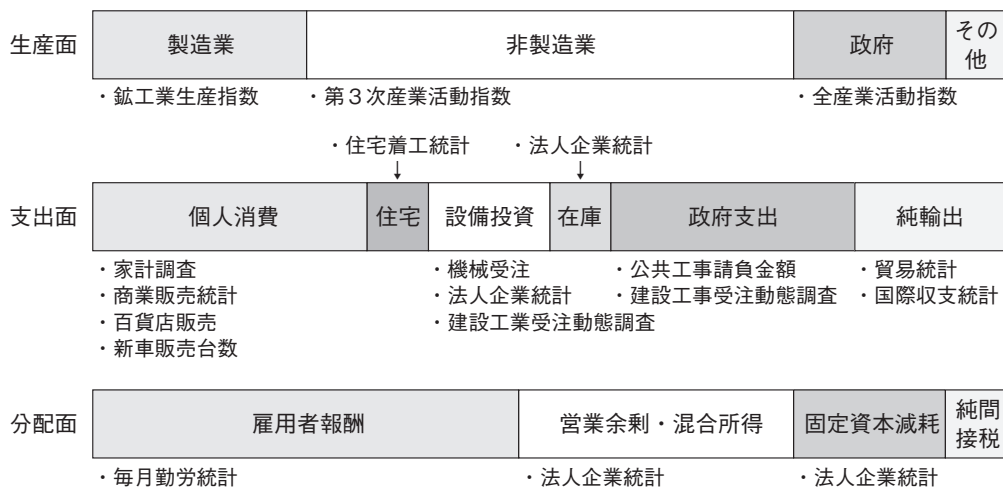 生産面 製造業 非製造業 政府 その他
・鉱工業生産指数 ・第3次産業活動指数 ・全産業活動指数
・住宅着工統計 ・法人企業統計
支出面 個人消費 住宅 設備投資 在庫 政府支出 純輸出
・家計調査 ・機械受注 ・公共工事請負金額 ・貿易統計
・商業販売統計 ・法人企業統計 ・建設工事受注動態調査 ・国際収支統計
・百貨店販売 ・建設工業受注動態調査
・新車販売台数
分配面 雇用者報酬 営業余剰・混合所得 固定資本減耗 純間接税
・毎月勤労統計 ・法人企業統計 ・法人企業統計